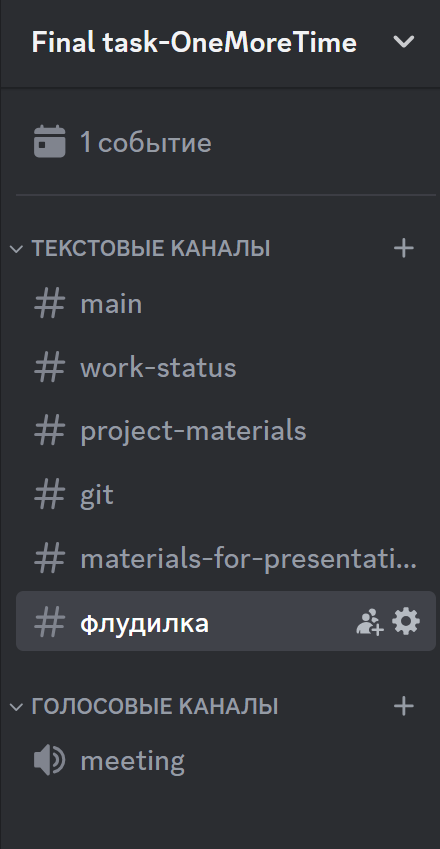 Final task-OneMoreTime
1 событие
ТЕКСТОВЫЕ КАНАЛЫ
main
work-status
project-materials
git
materials-for-presentati...
флудилка
ГОЛОСОВЫЕ КАНАЛЫ
meeting